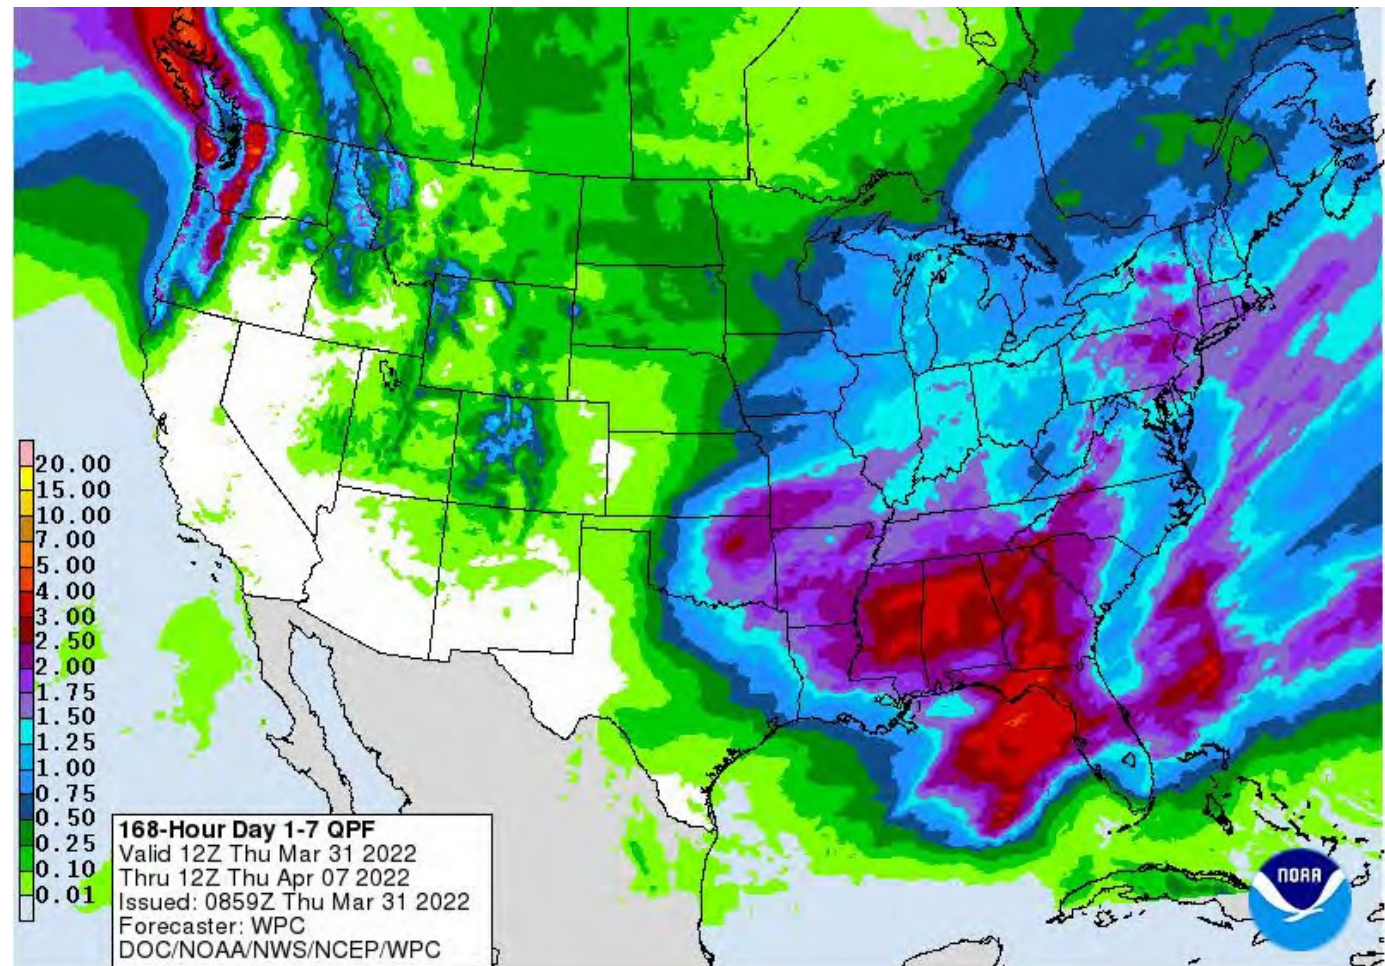 20.00
15.00
10.00
7.00
5.00
4.00
3.00
2.50
2.00
1.75
1.50
1.25
1.00
0.75
0.50
0.25
0.10
0.01
168-Hour Day 1-7 QPF
Valid 12Z Thu Mar 31 2022
Thru 12Z Thu Apr 07 2022
Issued: 0859Z Thu Mar 31 2022
Forecaster: WPC
DOC/NOAA/NWS/NCEP/WPC
NOAA